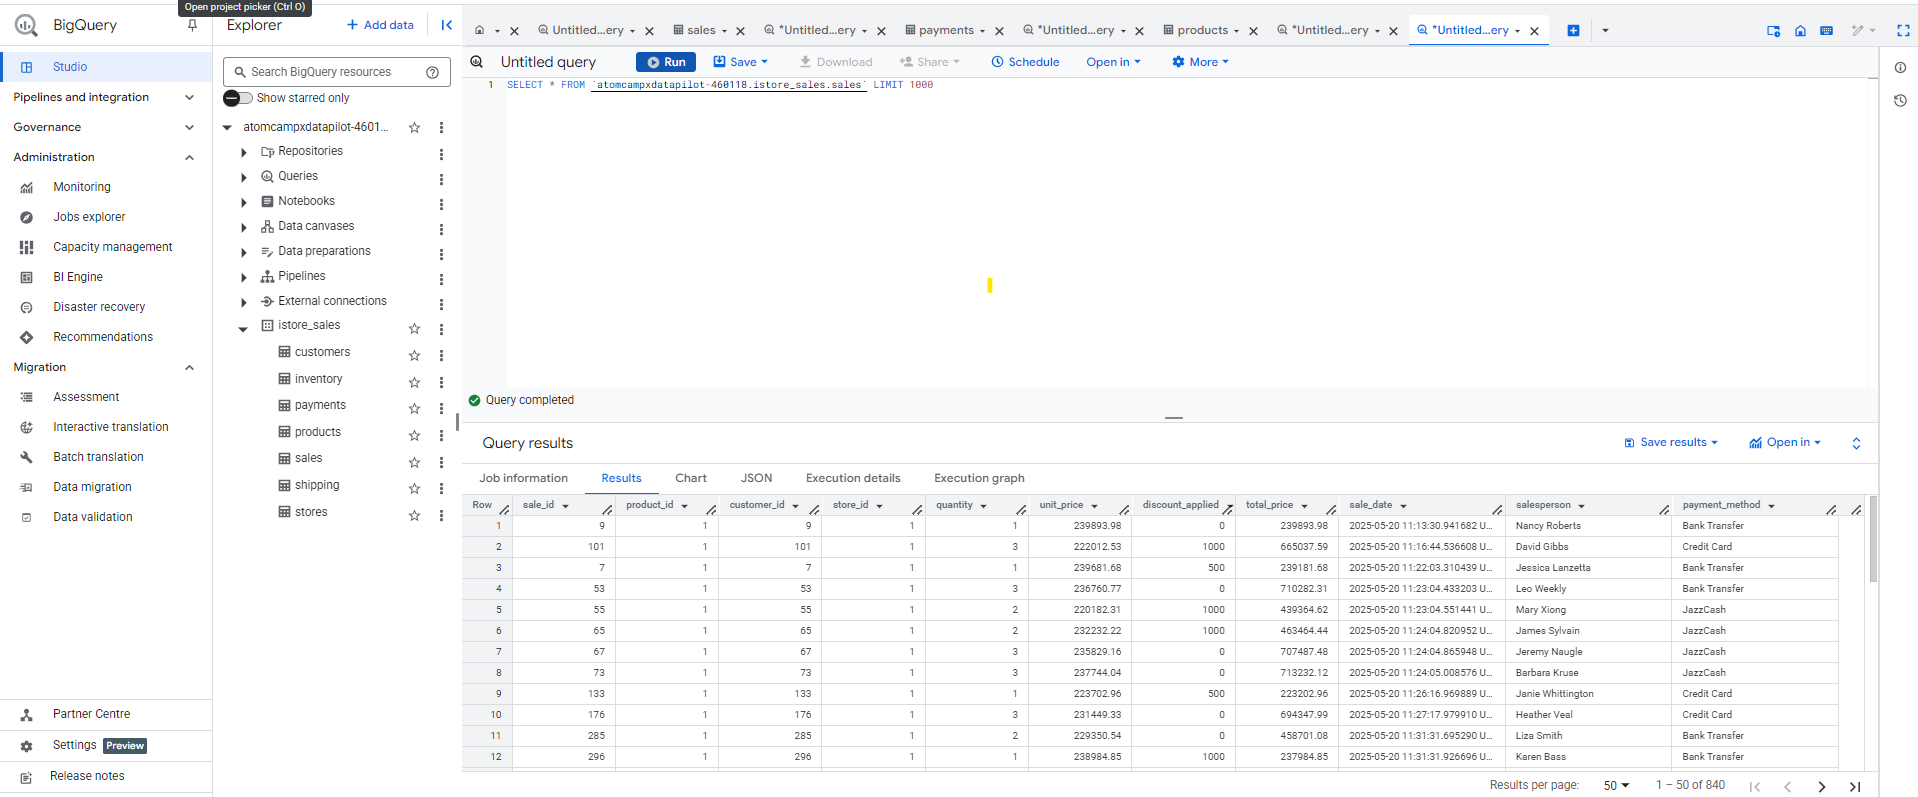 Open project picker (Ctrl O)
BigQuery
Studio
Pipelines and integration
Governance
Administration
Monitoring
Jobs explorer
Capacity management
BI Engine
Disaster recovery
Recommendations
Migration
Assessment
Interactive translation
Batch translation
Data migration
Data validation
Partner Centre
Settings Preview
Release notes
Explorer
+ Add data
Search BigQuery resources
Show starred only
atomcampxdatapilot-4601...
Repositories
Queries
Notebooks
Data canvases
Data preparations
Pipelines
External connections
istore_sales
customers
inventory
payments
products
sales
shipping
stores
Untitled...ery sales *Untitled...ery payments *Untitled...ery products *Untitled...ery *Untitled...ery
Untitled query Run Save Download Share Schedule Open in More
1 SELECT * FROM `atomcampxdatapilot-460118.istore_sales.sales` LIMIT 1000
Query completed
Query results Save results Open in
Job information Results Chart JSON Execution details Execution graph
Row sale_id product_id customer_id store_id quantity unit_price discount_applied total_price sale_date salesperson payment_method
1 9 1 9 1 1 239893.98 0 239893.98 2025-05-20 11:13:30.941682 U... Nancy Roberts Bank Transfer
2 101 1 101 1 3 222012.53 1000 665037.59 2025-05-20 11:16:44.536608 U... David Gibbs Credit Card
3 7 1 7 1 1 239681.68 500 239181.68 2025-05-20 11:22:03.310439 U... Jessica Lanzetta Bank Transfer
4 53 1 53 1 3 236760.77 0 710282.31 2025-05-20 11:23:04.433203 U... Leo Weekly Bank Transfer
5 55 1 55 1 2 220182.31 1000 439364.62 2025-05-20 11:23:04.551441 U... Mary Xiong JazzCash
6 65 1 65 1 2 232232.22 1000 463464.44 2025-05-20 11:24:04.820952 U... James Sylvain JazzCash
7 67 1 67 1 3 235829.16 0 707487.48 2025-05-20 11:24:04.865948 U... Jeremy Naugle JazzCash
8 73 1 73 1 3 237744.04 0 713232.12 2025-05-20 11:24:05.008576 U... Barbara Kruse JazzCash
9 133 1 133 1 1 223702.96 500 223202.96 2025-05-20 11:26:16.969889 U... Janie Whittington Credit Card
10 176 1 176 1 3 231449.33 0 694347.99 2025-05-20 11:27:17.979910 U... Heather Veal Credit Card
11 285 1 285 1 2 229350.54 0 458701.08 2025-05-20 11:31:31.695290 U... Liza Smith Bank Transfer
12 296 1 296 1 1 238984.85 1000 237984.85 2025-05-20 11:31:31.926696 U... Karen Bass Bank Transfer
Results per page: 50 1 – 50 of 840